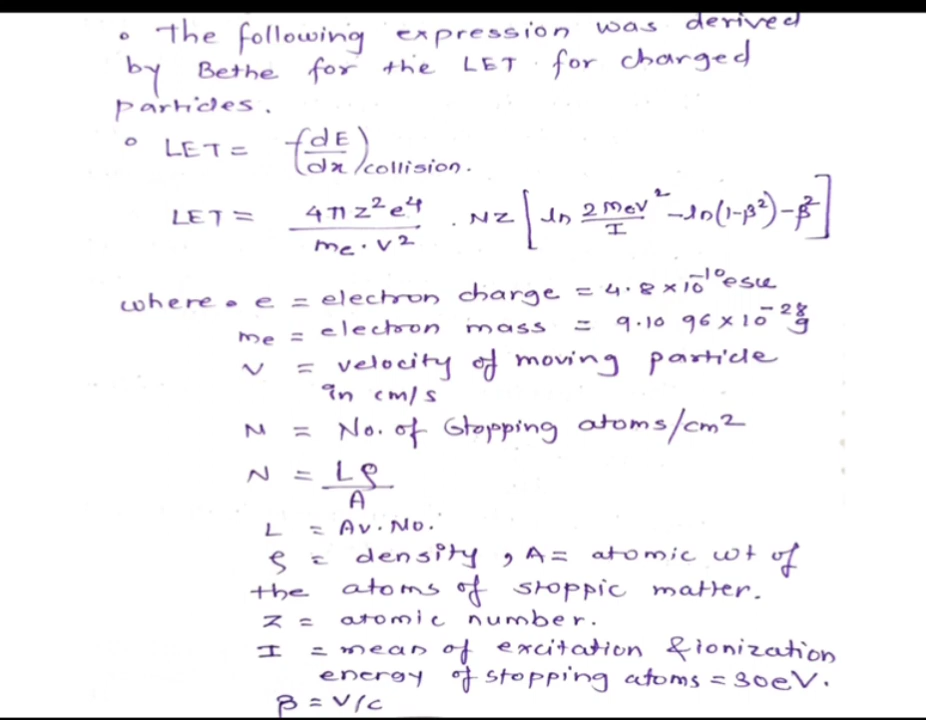 • The following expression was derived
by Bethe for the LET for charged
particles.
• LET = -(dE/dx)collision.
LET = 4πz²e⁴/me·v² · NZ [ln 2mev²/I - ln(1-β²) - β²]
where • e = electron charge = 4.8 x 10⁻¹⁰ esu
me = electron mass = 9.10 96 x 10⁻²⁸ g
v = velocity of moving particle
in cm/s
N = No. of stopping atoms/cm²
N = Lρ/A
L = Av. No.
ρ = density, A = atomic wt of
the atoms of stoppic matter.
Z = atomic number.
I = mean of excitation & ionization
energy of stopping atoms = 30eV.
β = v/c